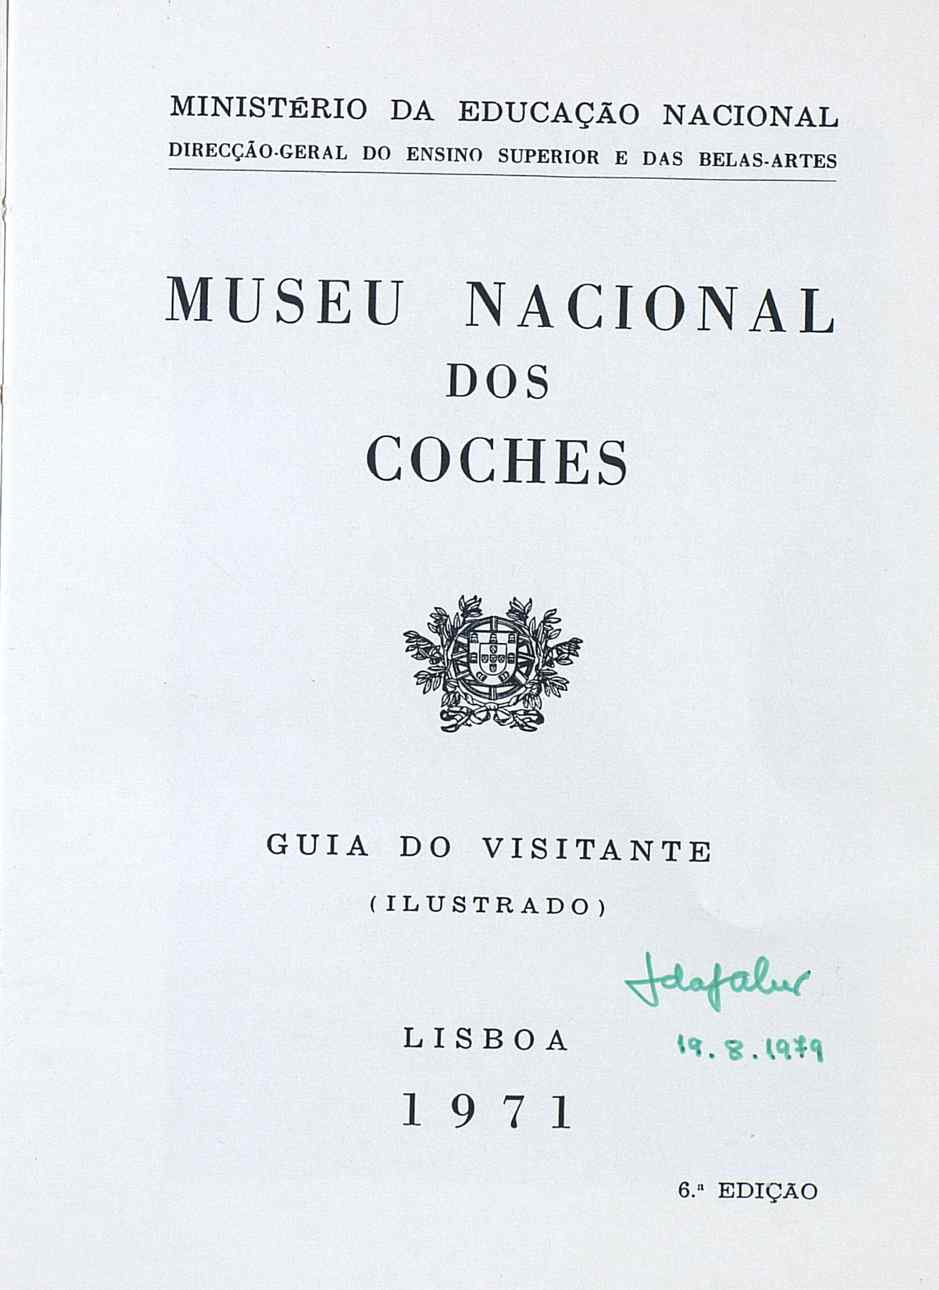 MINISTÉRIO DA EDUCAÇÃO NACIONAL
DIRECÇÃO-GERAL DO ENSINO SUPERIOR E DAS BELAS-ARTES
MUSEU NACIONAL
DOS
COCHES
GUIA DO VISITANTE
(ILUSTRADO)
LISBOA
19.8.1979
1971
6.ª EDIÇÃO